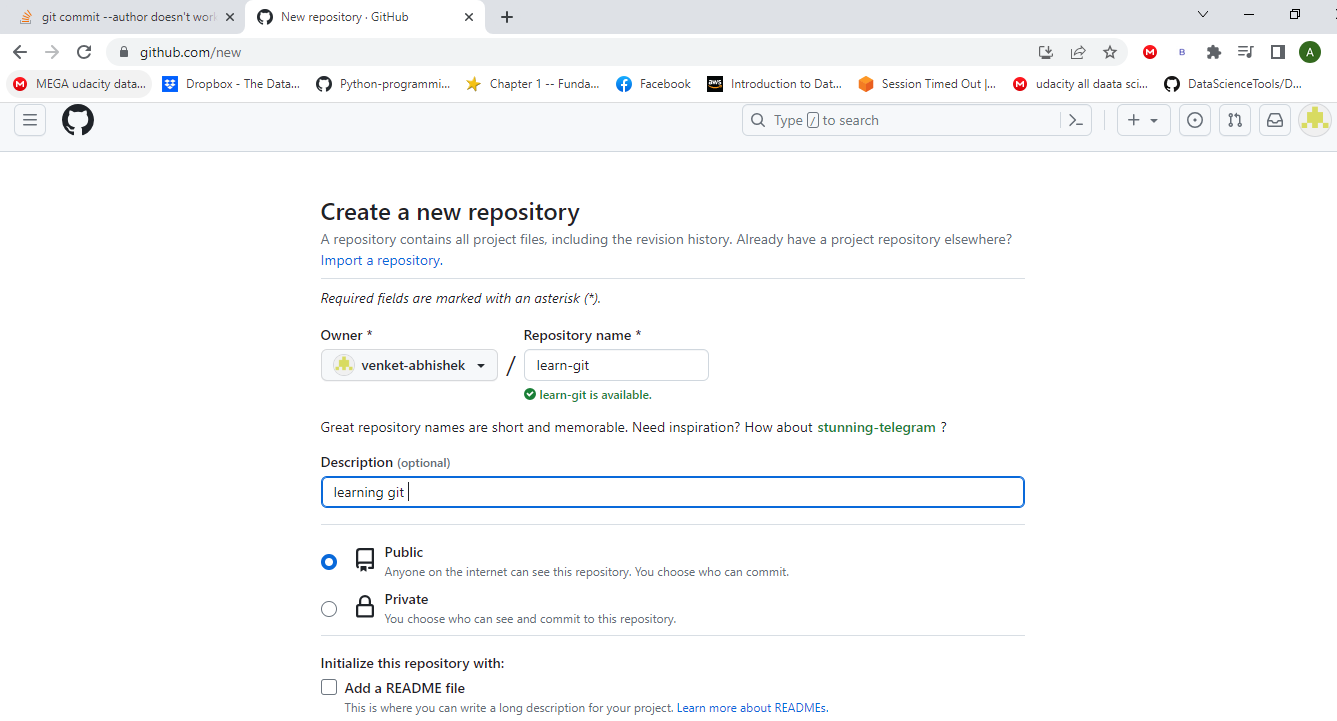 git commit --author doesn't wor
New repository · GitHub
github.com/new
M
B
A
MEGA udacity data...
Dropbox - The Data...
Python-programmi...
Chapter 1 -- Funda...
Facebook
aws
Introduction to Dat...
Session Timed Out |...
udacity all daata sci...
DataScienceTools/D...
Type / to search
Create a new repository
A repository contains all project files, including the revision history. Already have a project repository elsewhere?
Import a repository.
Required fields are marked with an asterisk (*).
Owner *
Repository name *
venket-abhishek / learn-git
learn-git is available.
Great repository names are short and memorable. Need inspiration? How about stunning-telegram ?
Description (optional)
learning git
Public
Anyone on the internet can see this repository. You choose who can commit.
Private
You choose who can see and commit to this repository.
Initialize this repository with:
Add a README file
This is where you can write a long description for your project. Learn more about READMEs.